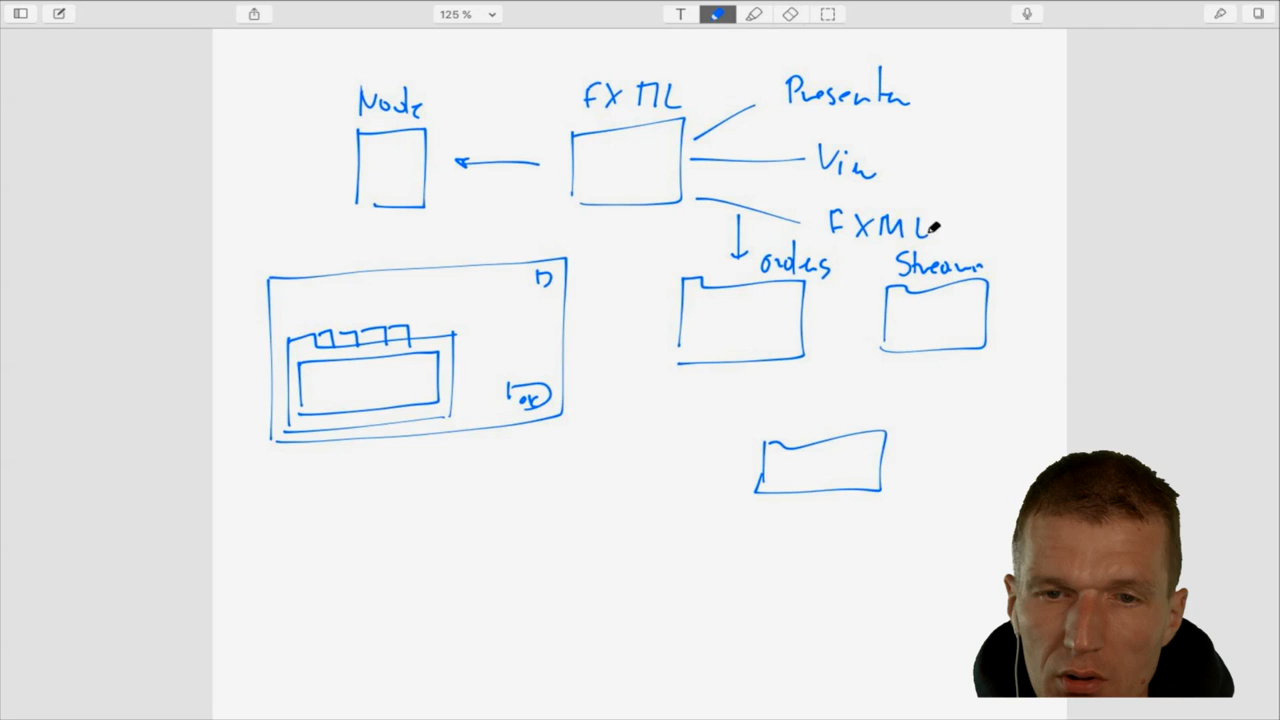 125 %
T
Node
FXML
Presenter
View
FXML
orders
Stream
ok